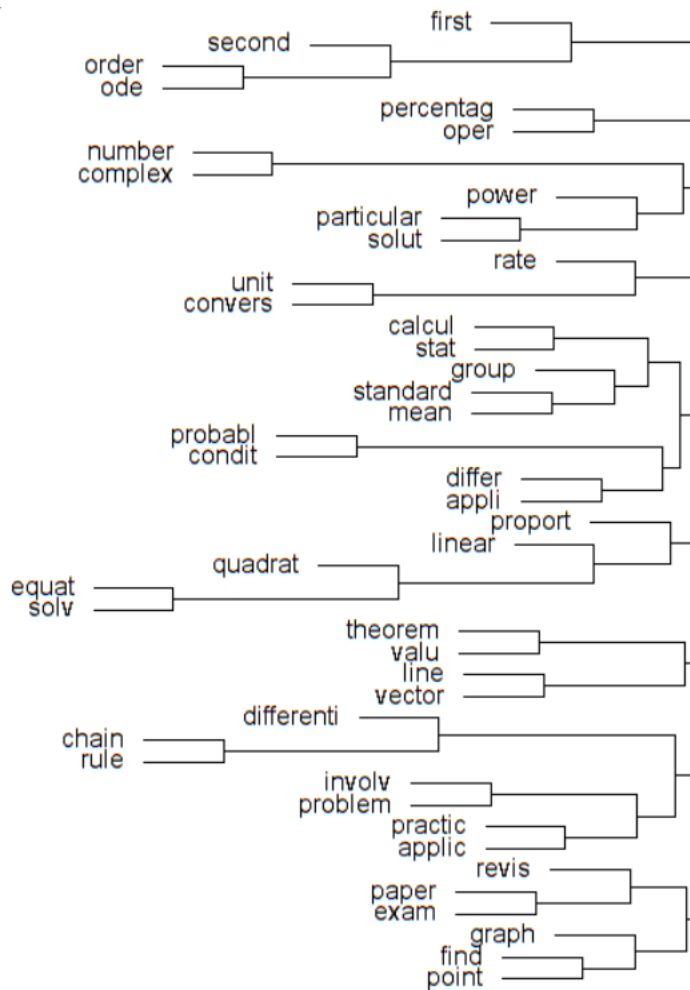 first
second
order
ode
percentag
oper
number
complex
power
particular
solut
rate
unit
convers
calcul
stat
group
standard
mean
probabl
condit
differ
appli
proport
linear
quadrat
equat
solv
theorem
valu
line
vector
differenti
chain
rule
involv
problem
practic
applic
revis
paper
exam
graph
find
point